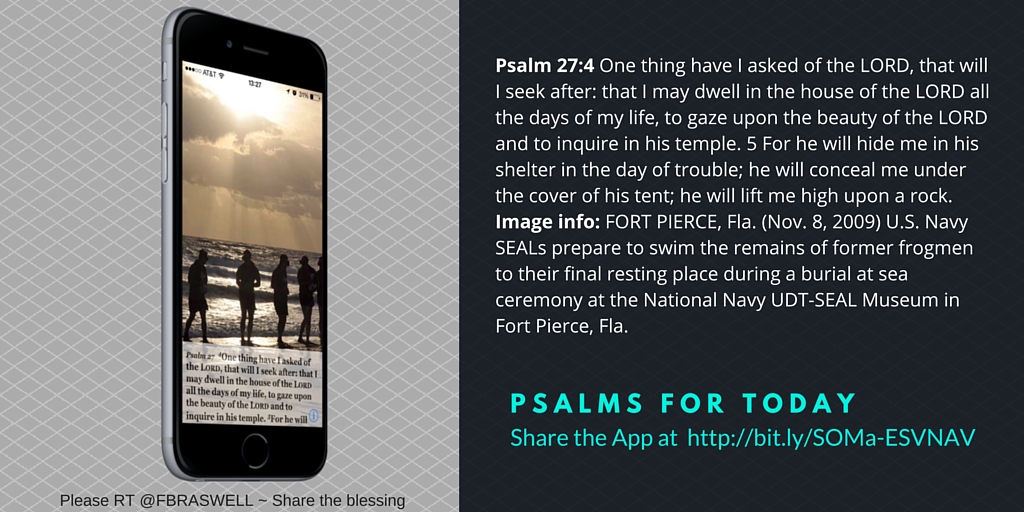 AT&T
13:27
31%
Psalm 27 ⁴One thing have I asked of
the LORD, that will I seek after: that I
may dwell in the house of the LORD
all the days of my life, to gaze upon
the beauty of the LORD and to
inquire in his temple. ⁵For he will
Please RT @FBRASWELL ~ Share the blessing
Psalm 27:4 One thing have I asked of the LORD, that will
I seek after: that I may dwell in the house of the LORD all
the days of my life, to gaze upon the beauty of the LORD
and to inquire in his temple. 5 For he will hide me in his
shelter in the day of trouble; he will conceal me under
the cover of his tent; he will lift me high upon a rock.
Image info: FORT PIERCE, Fla. (Nov. 8, 2009) U.S. Navy
SEALs prepare to swim the remains of former frogmen
to their final resting place during a burial at sea
ceremony at the National Navy UDT-SEAL Museum in
Fort Pierce, Fla.
PSALMS FOR TODAY
Share the App at http://bit.ly/SOMa-ESVNAV